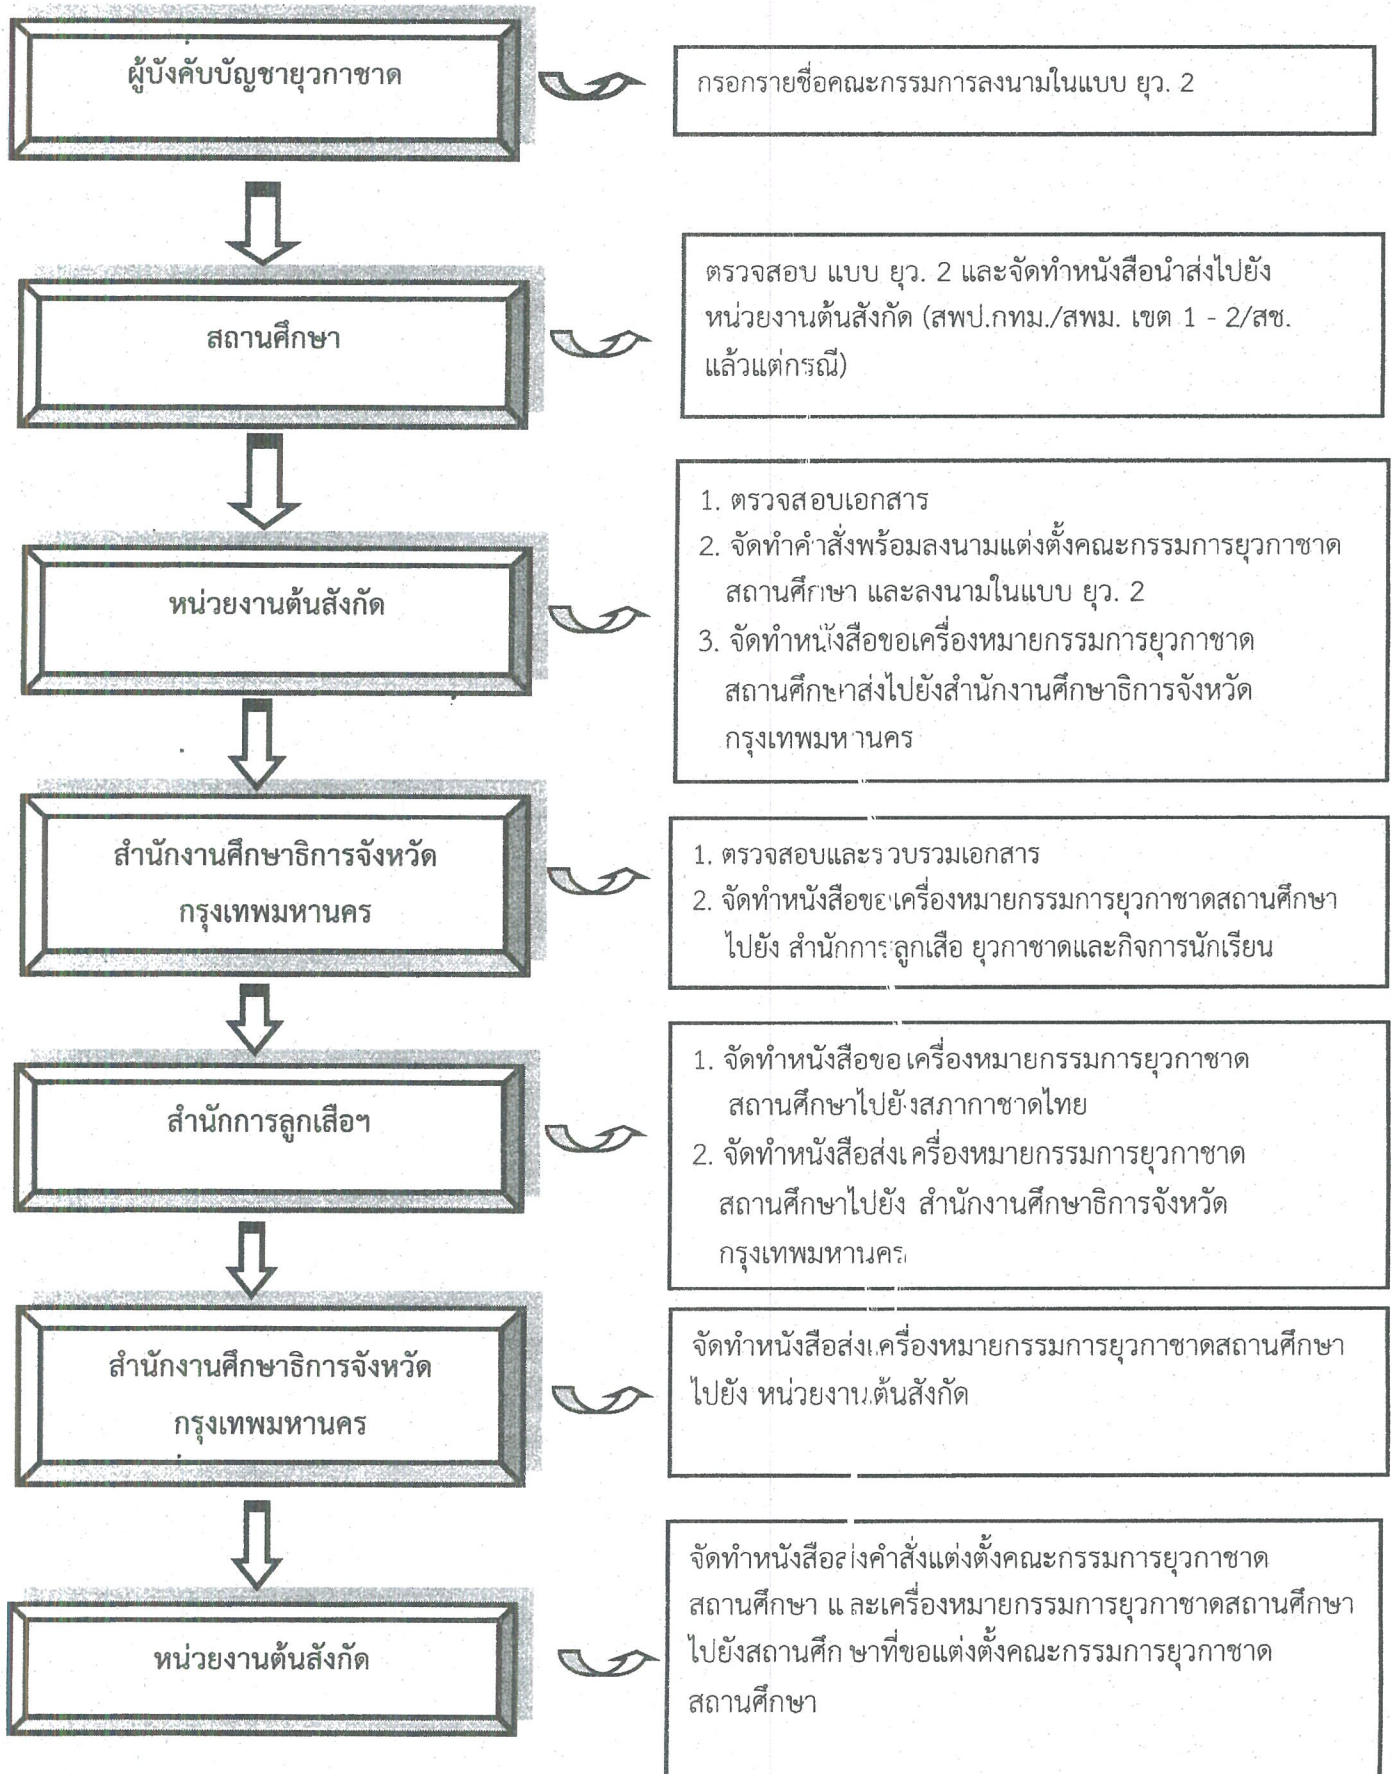 ผู้บังคับบัญชายุวกาชาด
กรอกรายชื่อคณะกรรมการลงนามในแบบ ยุว. 2
สถานศึกษา
ตรวจสอบ แบบ ยุว. 2 และจัดทำหนังสือนำส่งไปยัง
หน่วยงานต้นสังกัด (สพป.กทม./สพม. เขต 1 - 2/สช.
แล้วแต่กรณี)
หน่วยงานต้นสังกัด
1. ตรวจสอบเอกสาร
2. จัดทำคำสั่งพร้อมลงนามแต่งตั้งคณะกรรมการยุวกาชาด
สถานศึกษา และลงนามในแบบ ยุว. 2
3. จัดทำหนังสือขอเครื่องหมายกรรมการยุวกาชาด
สถานศึกษาส่งไปยังสำนักงานศึกษาธิการจังหวัด
กรุงเทพมหานคร
สำนักงานศึกษาธิการจังหวัด
กรุงเทพมหานคร
1. ตรวจสอบและรวบรวมเอกสาร
2. จัดทำหนังสือขอเครื่องหมายกรรมการยุวกาชาดสถานศึกษา
ไปยัง สำนักการลูกเสือ ยุวกาชาดและกิจการนักเรียน
สำนักการลูกเสือฯ
1. จัดทำหนังสือขอเครื่องหมายกรรมการยุวกาชาด
สถานศึกษาไปยังสภากาชาดไทย
2. จัดทำหนังสือส่งเครื่องหมายกรรมการยุวกาชาด
สถานศึกษาไปยัง สำนักงานศึกษาธิการจังหวัด
กรุงเทพมหานคร
สำนักงานศึกษาธิการจังหวัด
กรุงเทพมหานคร
จัดทำหนังสือส่งเครื่องหมายกรรมการยุวกาชาดสถานศึกษา
ไปยัง หน่วยงานต้นสังกัด
หน่วยงานต้นสังกัด
จัดทำหนังสือส่งคำสั่งแต่งตั้งคณะกรรมการยุวกาชาด
สถานศึกษา และเครื่องหมายกรรมการยุวกาชาดสถานศึกษา
ไปยังสถานศึกษาที่ขอแต่งตั้งคณะกรรมการยุวกาชาด
สถานศึกษา